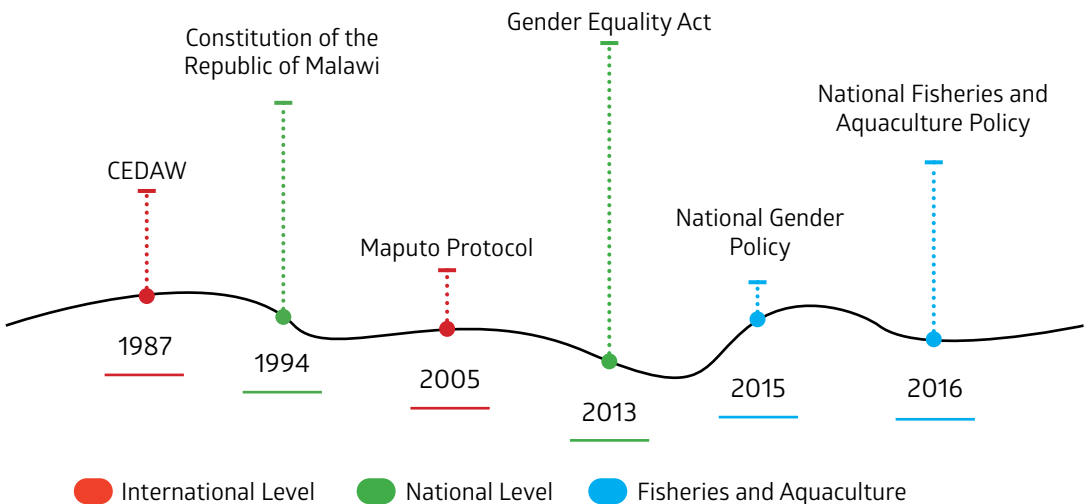 Gender Equality Act
Constitution of the
Republic of Malawi
National Fisheries and
Aquaculture Policy
CEDAW
National Gender
Policy
Maputo Protocol
1987
1994
2005
2013
2015
2016
International Level
National Level
Fisheries and Aquaculture